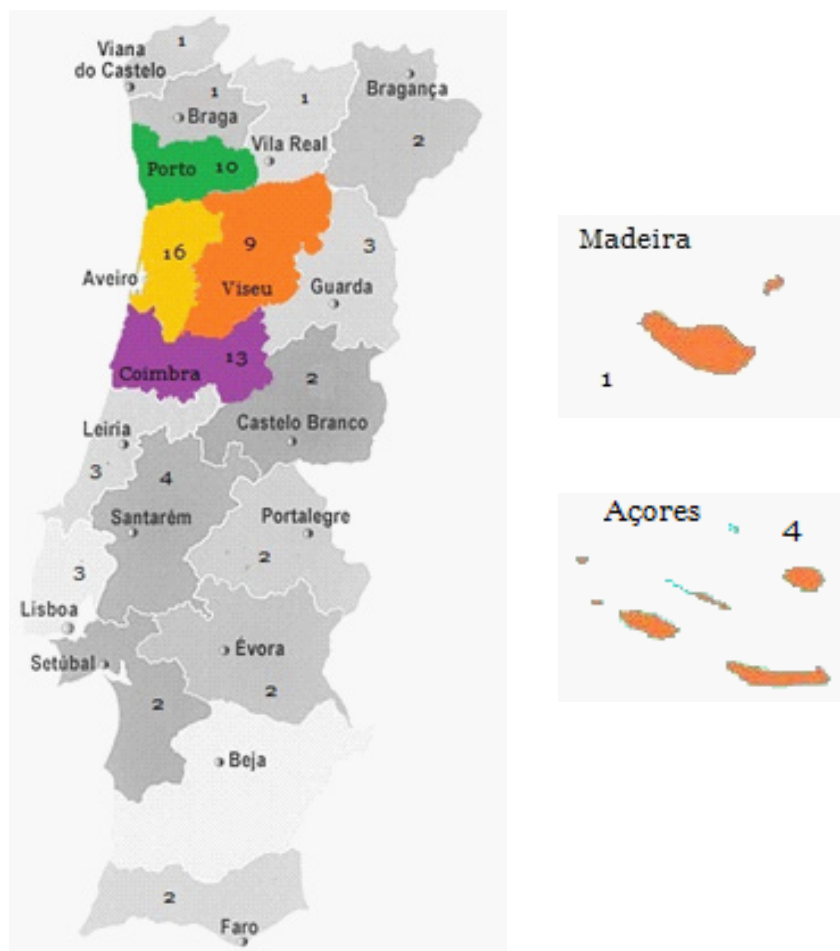 1
Viana
do Castelo
1
Braga
1
Vila Real
Bragança
2
Porto 10
16
Aveiro
9
Viseu
3
Guarda
13
Coimbra
2
Castelo Branco
Leiria
3
4
Santarém
Portalegre
2
3
Lisboa
Setúbal
2
Évora
2
Beja
2
Faro
Madeira
1
Açores 4